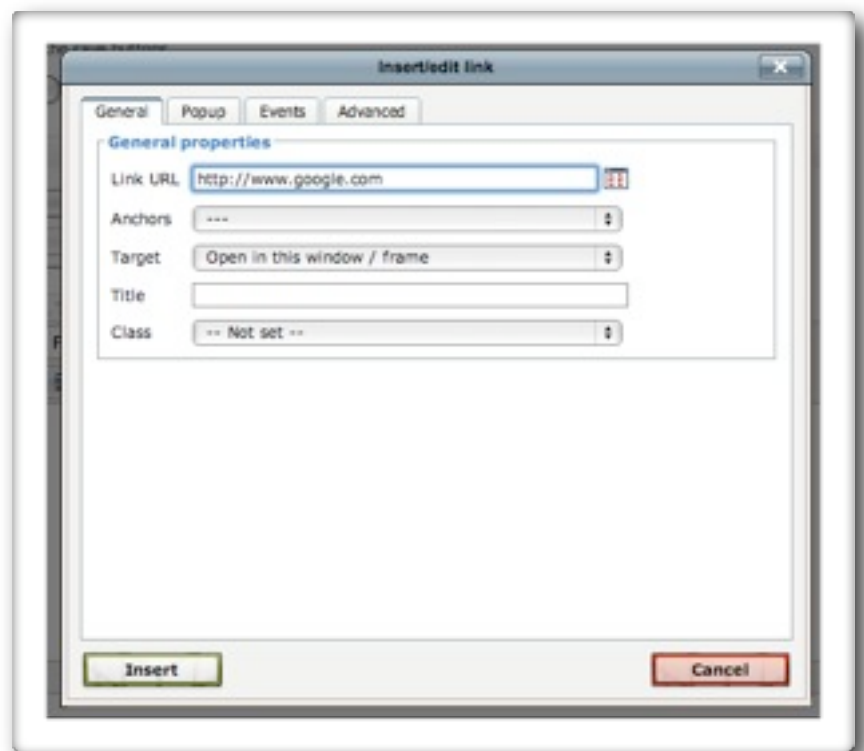 Insert/edit link
General Popup Events Advanced
General properties
Link URL http://www.google.com
Anchors ---
Target Open in this window / frame
Title
Class -- Not set --
Insert Cancel